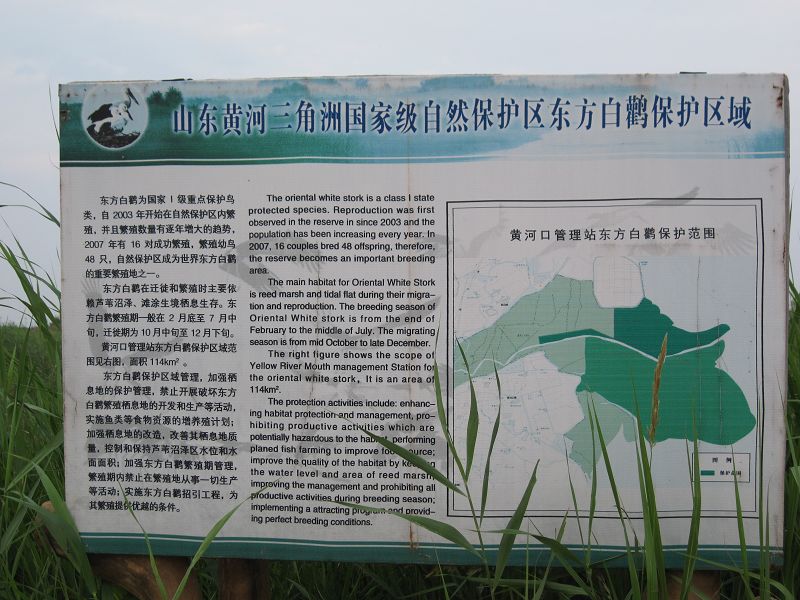 山东黄河三角洲国家级自然保护区东方白鹳保护区域
东方白鹳为国家Ⅰ级重点保护鸟
类，自 2003 年开始在自然保护区内繁
殖，并且繁殖数量有逐年增大的趋势，
2007 年有 16 对成功繁殖，繁殖幼鸟
48 只，自然保护区成为世界东方白鹳
的重要繁殖地之一。
东方白鹳在迁徙和繁殖时主要依
赖芦苇沼泽、滩涂生境栖息生存。东
方白鹳繁殖期一般在 2 月底至 7 月中
旬，迁徙期为 10 月中旬至 12 月下旬。
黄河口管理站东方白鹳保护区域范
围见右图，面积 114km²。
东方白鹳保护区域管理，加强栖
息地的保护管理，禁止开展破坏东方
白鹳繁殖栖息地的开发和生产等活动，
实施鱼类等食物资源的增养殖计划；
加强栖息地的改造，改善其栖息地质
量，控制和保持芦苇沼泽区水位和水
面面积；加强东方白鹳繁殖期管理，
繁殖期内禁止在繁殖地从事一切生产
等活动；实施东方白鹳招引工程，为
其繁殖提供优越的条件。
The oriental white stork is a class I state
protected species. Reproduction was first
observed in the reserve in since 2003 and the
population has been increasing every year. In
2007, 16 couples bred 48 offspring, therefore,
the reserve becomes an important breeding
area.
The main habitat for Oriental White Stork
is reed marsh and tidal flat during their migra-
tion and reproduction. The breeding season of
Oriental White stork is from the end of
February to the middle of July. The migrating
season is from mid October to late December.
The right figure shows the scope of
Yellow River Mouth management Station for
the oriental white stork, It is an area of
114km².
The protection activities include: enhanc-
ing habitat protection and management, pro-
hibiting productive activities which are
potentially hazardous to the habitat, performing
planed fish farming to improve food source;
improve the quality of the habitat by keeping
the water level and area of reed marsh;
improving the management and prohibiting all
productive activities during breeding season;
implementing a attracting program and provid-
ing perfect breeding conditions.
黄河口管理站东方白鹳保护范围
图 例
保护范围